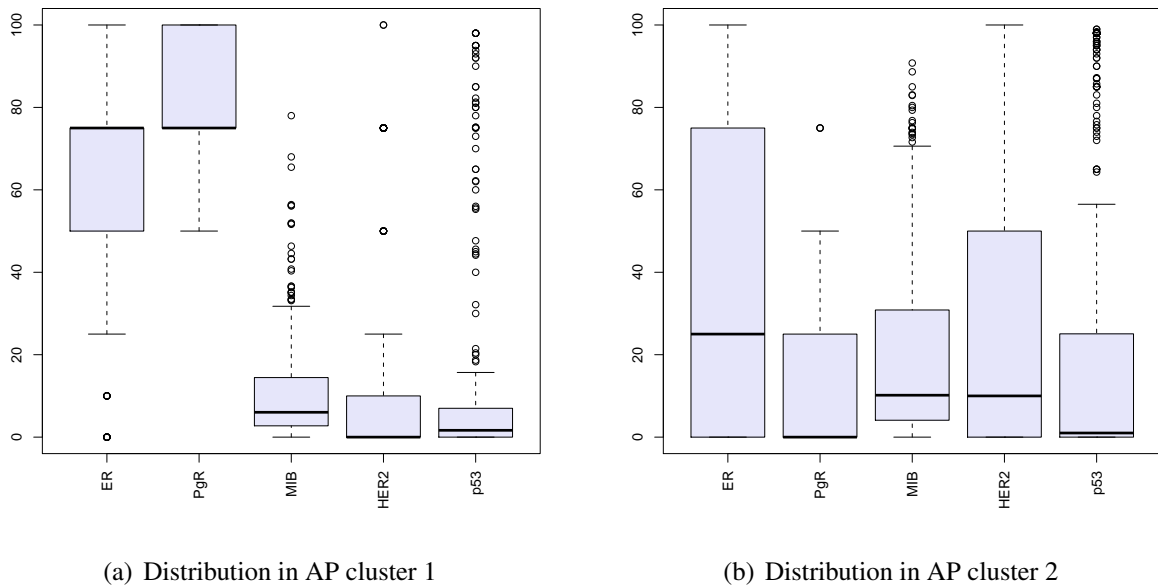 100
80
60
40
20
0
ER
PgR
MIB
HER2
p53
(a) Distribution in AP cluster 1
100
80
60
40
20
0
ER
PgR
MIB
HER2
p53
(b) Distribution in AP cluster 2